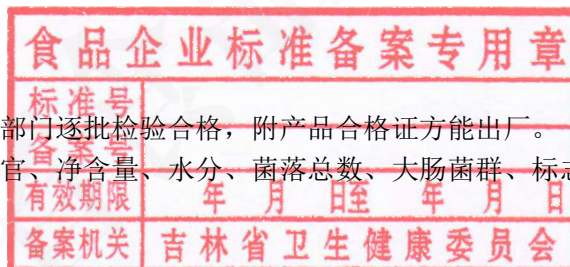 食品企业标准备案专用章
标准号
部门逐批检验合格，附产品合格证方能出厂。
备案号
官、净含量、水分、菌落总数、大肠菌群、标志
有效期限 年 月 日至 年 月 日
备案机关 吉林省卫生健康委员会